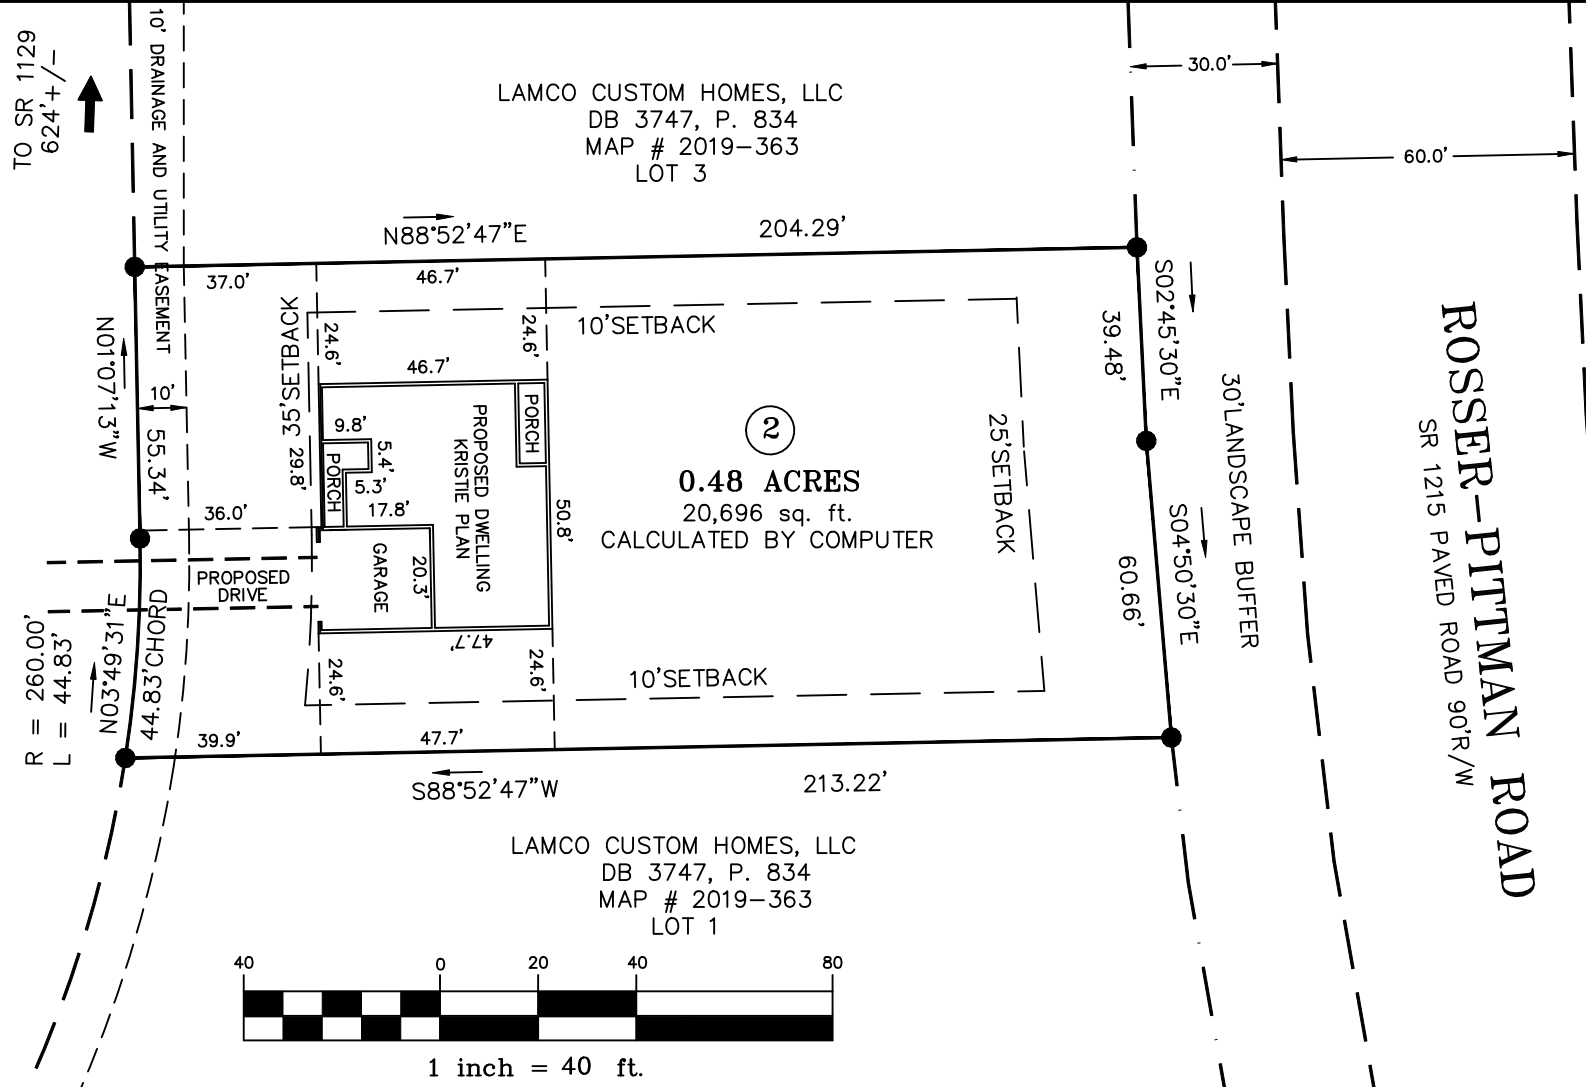 TO SR 1129
624'+/-
10' DRAINAGE AND UTILITY EASEMENT
LAMCO CUSTOM HOMES, LLC
DB 3747, P. 834
MAP # 2019-363
LOT 3
30.0'
60.0'
N88°52'47"E
204.29'
37.0'
46.7'
N01°07'13"W
55.34'
10'
35'SETBACK
24.6'
24.6'
10'SETBACK
46.7'
9.8'
5.4'
5.3'
PORCH
PORCH
29.8'
17.8'
PROPOSED DWELLING
KRISTIE PLAN
50.8'
GARAGE
20.3'
47.7'
36.0'
PROPOSED
DRIVE
2
0.48 ACRES
20,696 sq. ft.
CALCULATED BY COMPUTER
25'SETBACK
S02°45'30"E
39.48'
S04°50'30"E
60.66'
30'LANDSCAPE BUFFER
ROSSER-PITTMAN ROAD
SR 1215 PAVED ROAD 90'R/W
R = 260.00'
L = 44.83'
N03°49'31"E
44.83'CHORD
24.6'
24.6'
10'SETBACK
39.9'
47.7'
S88°52'47"W
213.22'
LAMCO CUSTOM HOMES, LLC
DB 3747, P. 834
MAP # 2019-363
LOT 1
40 0 20 40 80
1 inch = 40 ft.